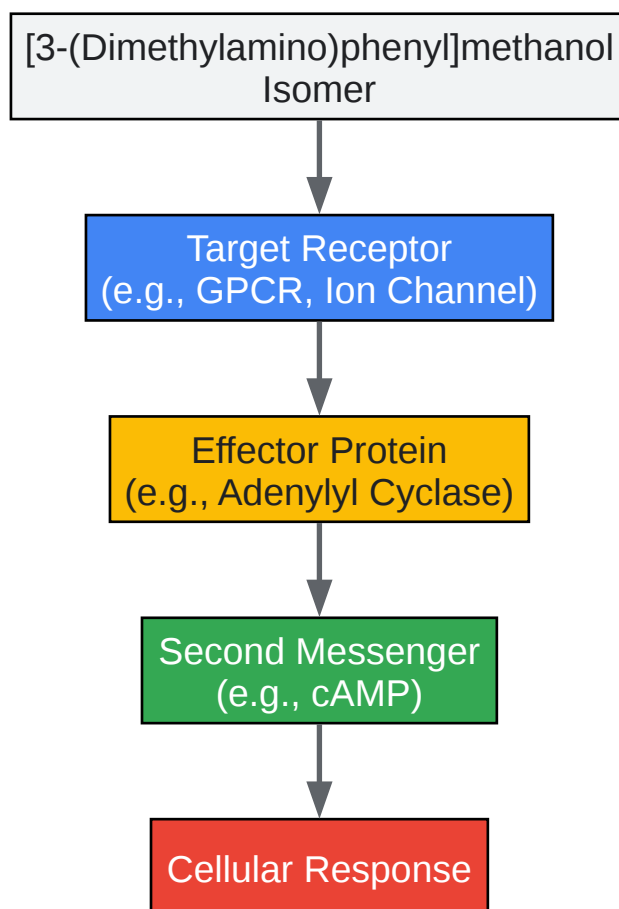 [3-(Dimethylamino)phenyl]methanol
Isomer
Target Receptor
(e.g., GPCR, Ion Channel)
Effector Protein
(e.g., Adenylyl Cyclase)
Second Messenger
(e.g., cAMP)
Cellular Response